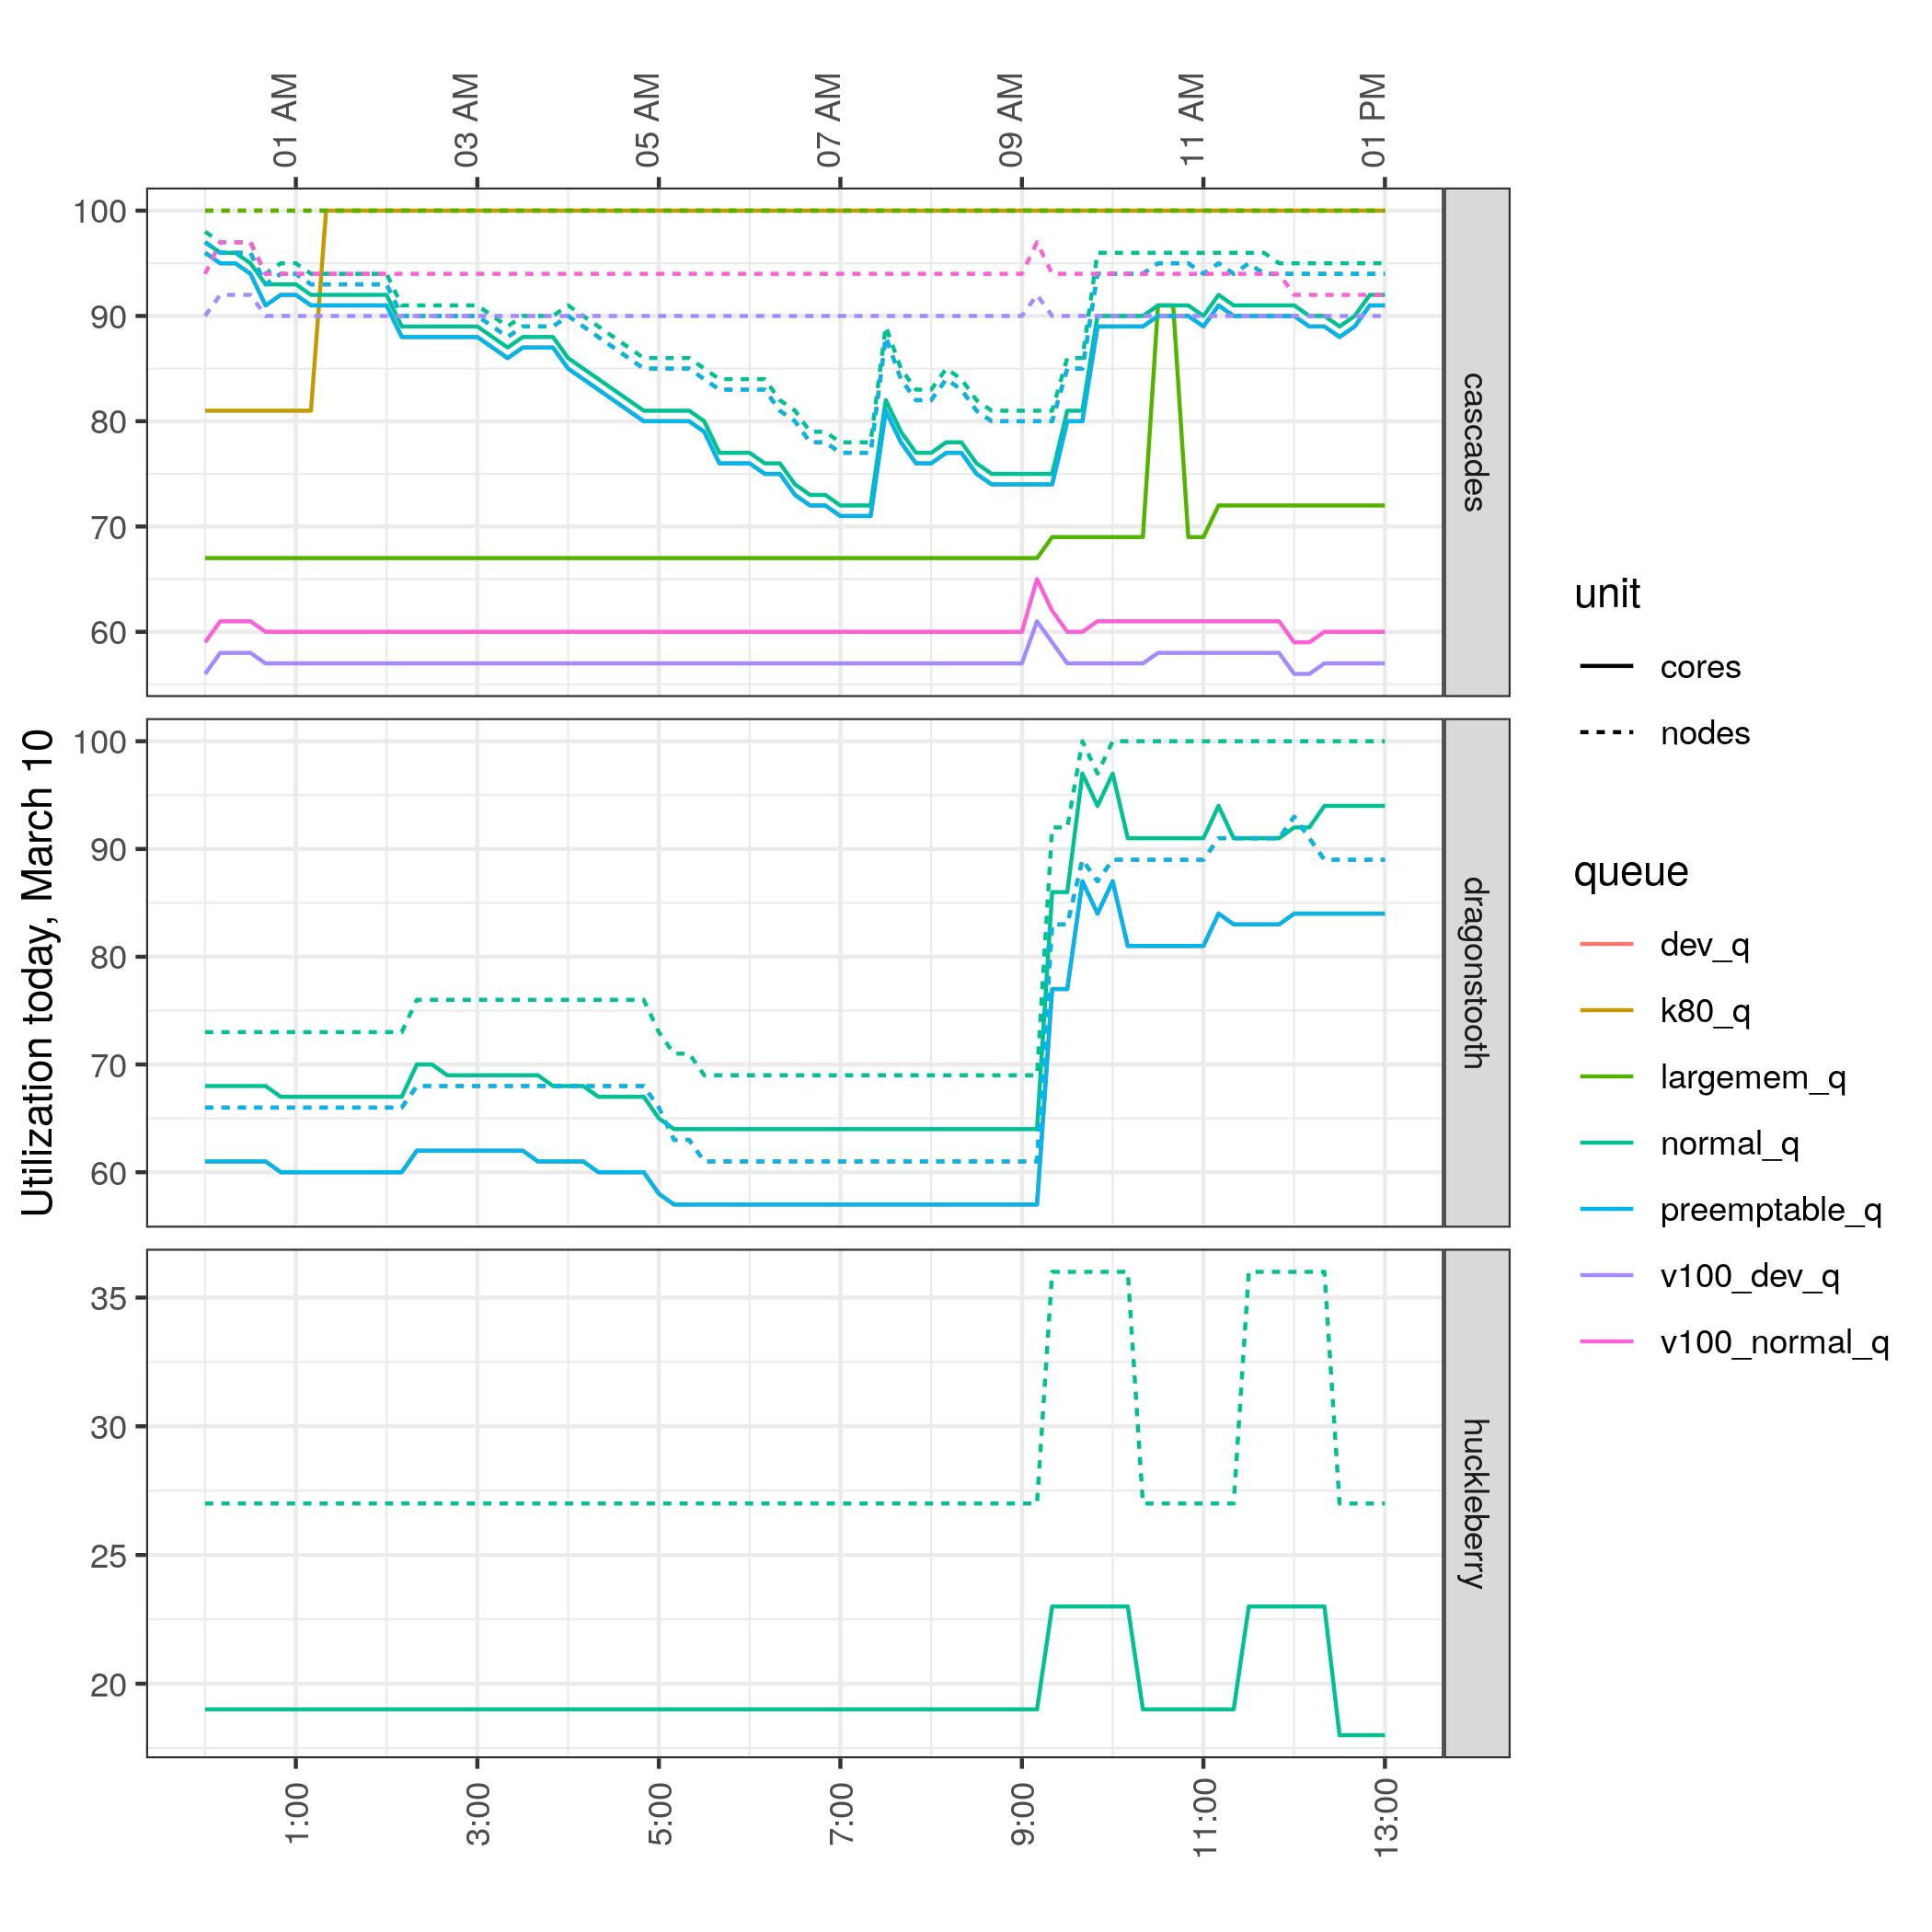 01 AM
03 AM
05 AM
07 AM
09 AM
11 AM
01 PM
Utilization today, March 10
100
90
80
70
60
cascades
100
90
80
70
60
dragonstooth
35
30
25
20
huckleberry
1:00
3:00
5:00
7:00
9:00
11:00
13:00
unit
cores
nodes
queue
dev_q
k80_q
largemem_q
normal_q
preemptable_q
v100_dev_q
v100_normal_q